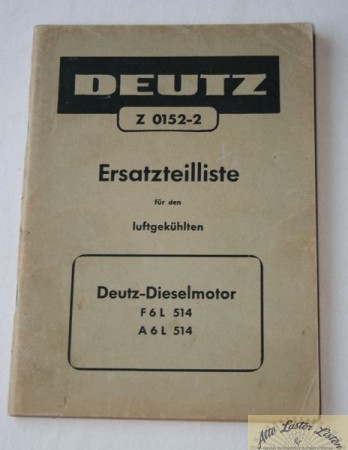 DEUTZ
Z 0152-2
Ersatzteilliste
für den
luftgekühlten
Deutz-Dieselmotor
F 6 L 514
A 6 L 514
Alte Laster Listen